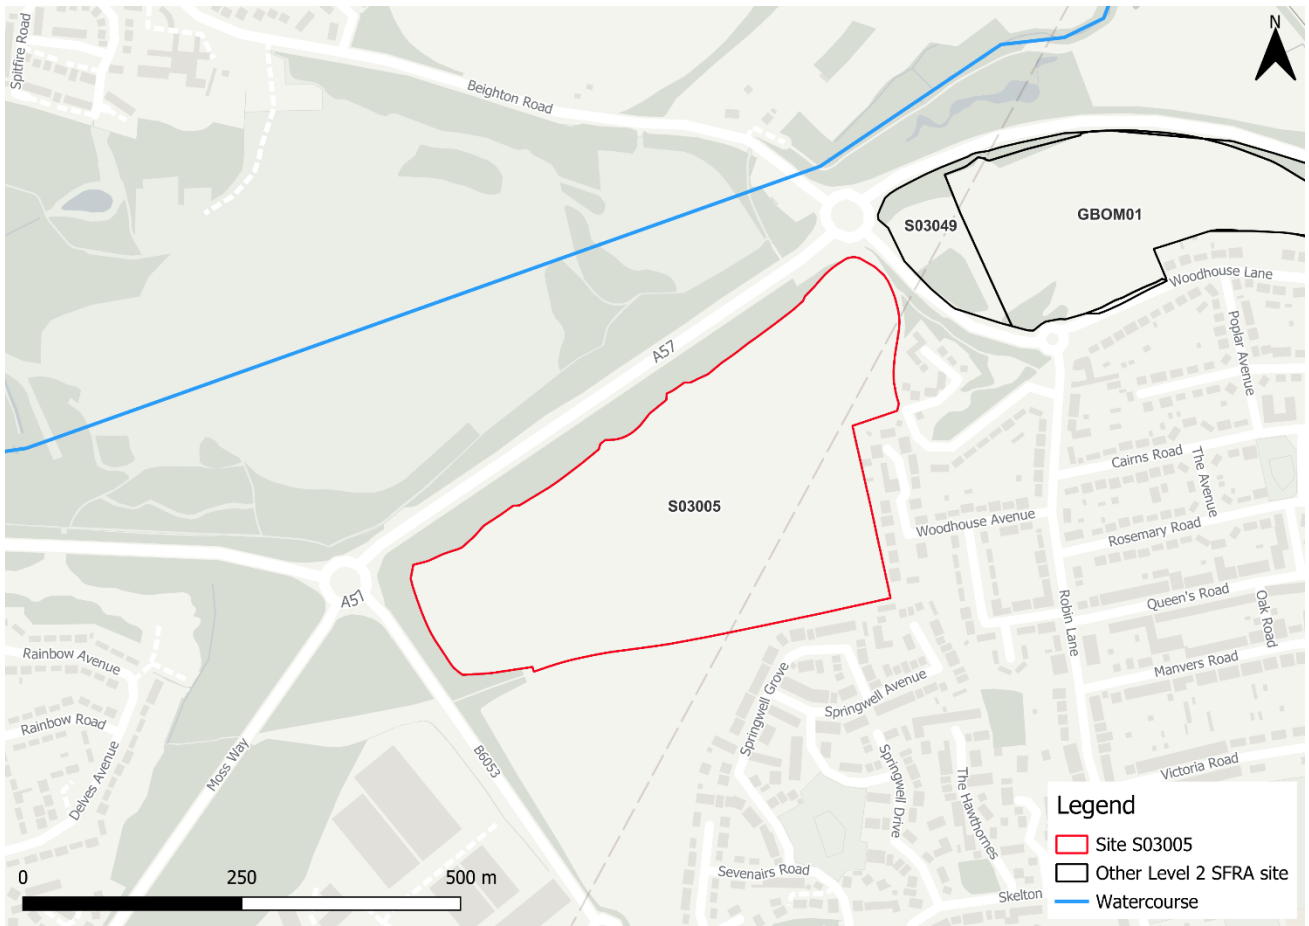 Spitfire Road
Beighton Road
N
S03049
GBOM01
Woodhouse Lane
Poplar Avenue
A57
Cairns Road
The Avenue
S03005
Woodhouse Avenue
Rosemary Road
A57
Queen's Road
Oak Road
Robin Lane
Rainbow Avenue
Manvers Road
Springwell Grove
Springwell Avenue
Rainbow Road
Moss Way
B6053
Delves Avenue
Springwell Drive
The Hawthornes
Victoria Road
Sevenairs Road
Skelton
0 250 500 m
Legend
Site S03005
Other Level 2 SFRA site
Watercourse